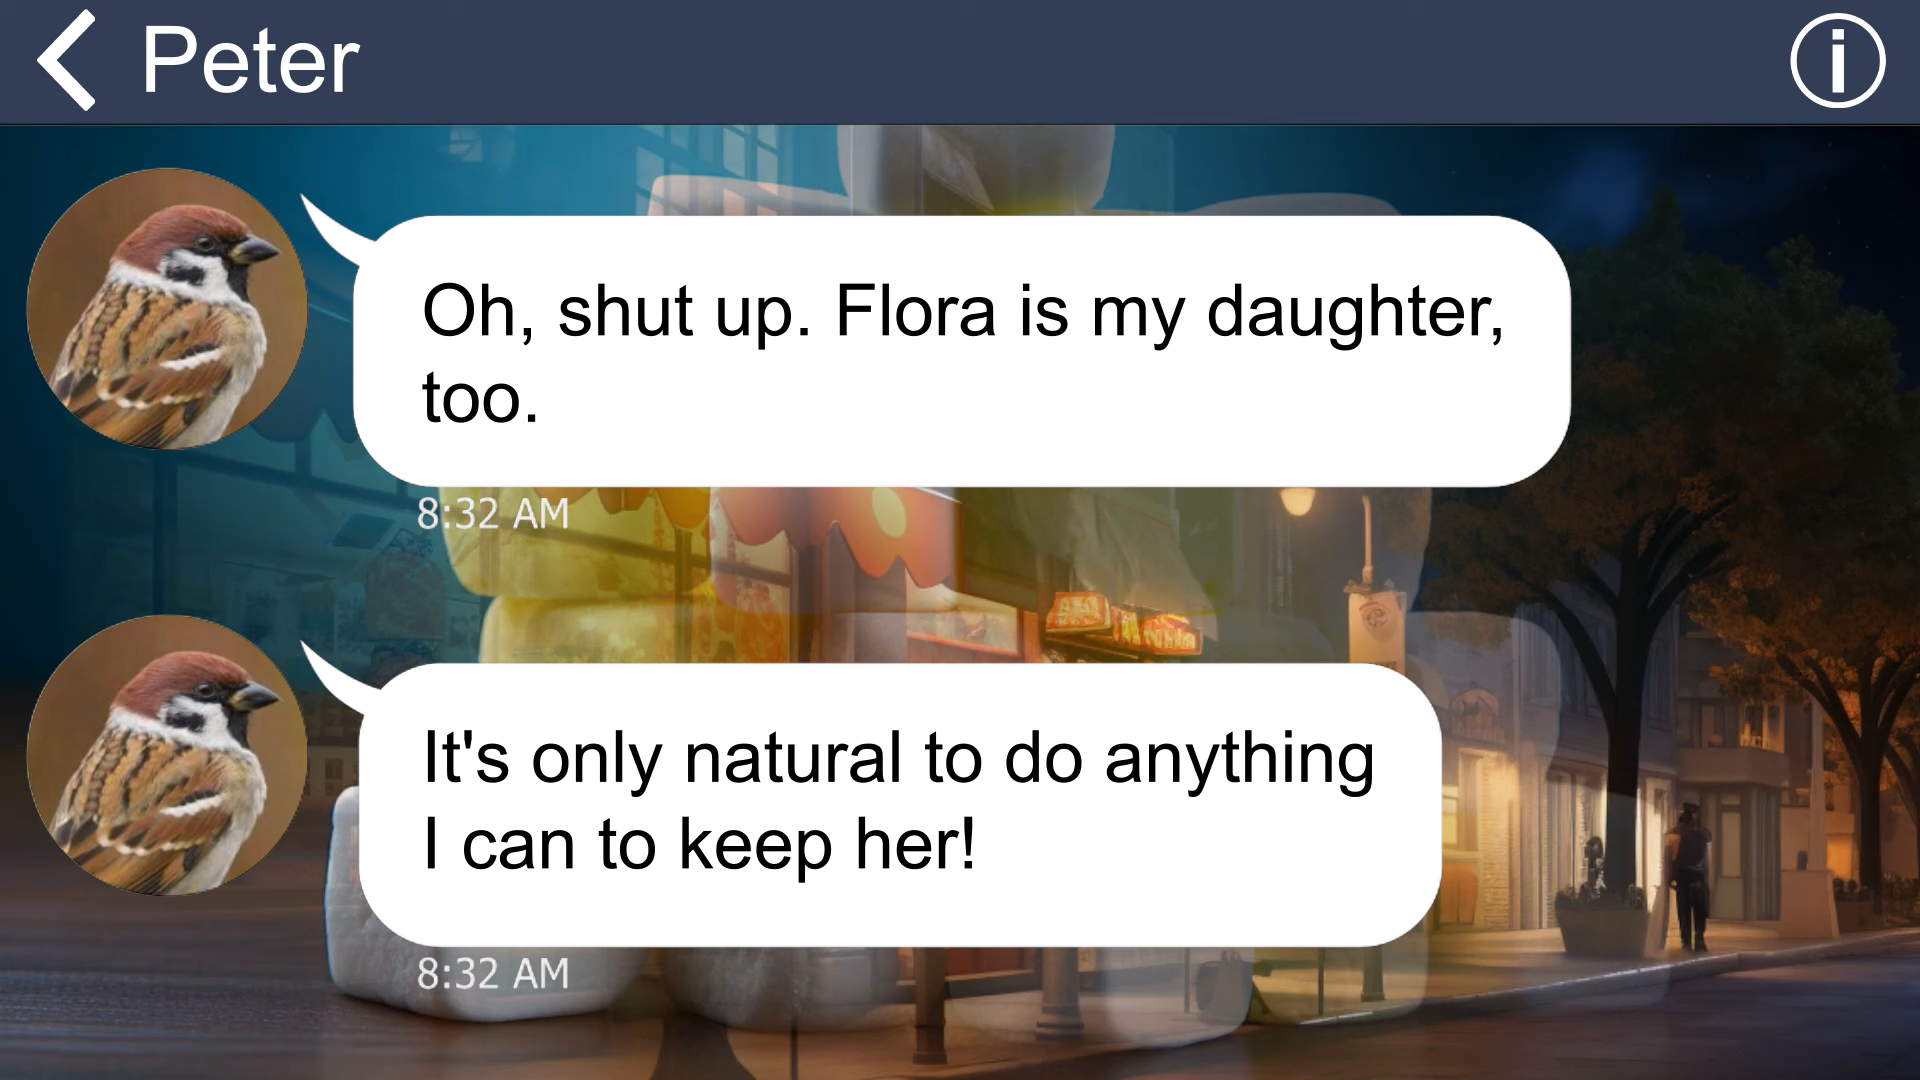 Peter
Oh, shut up. Flora is my daughter,
too.
8:32 AM
It's only natural to do anything
I can to keep her!
8:32 AM